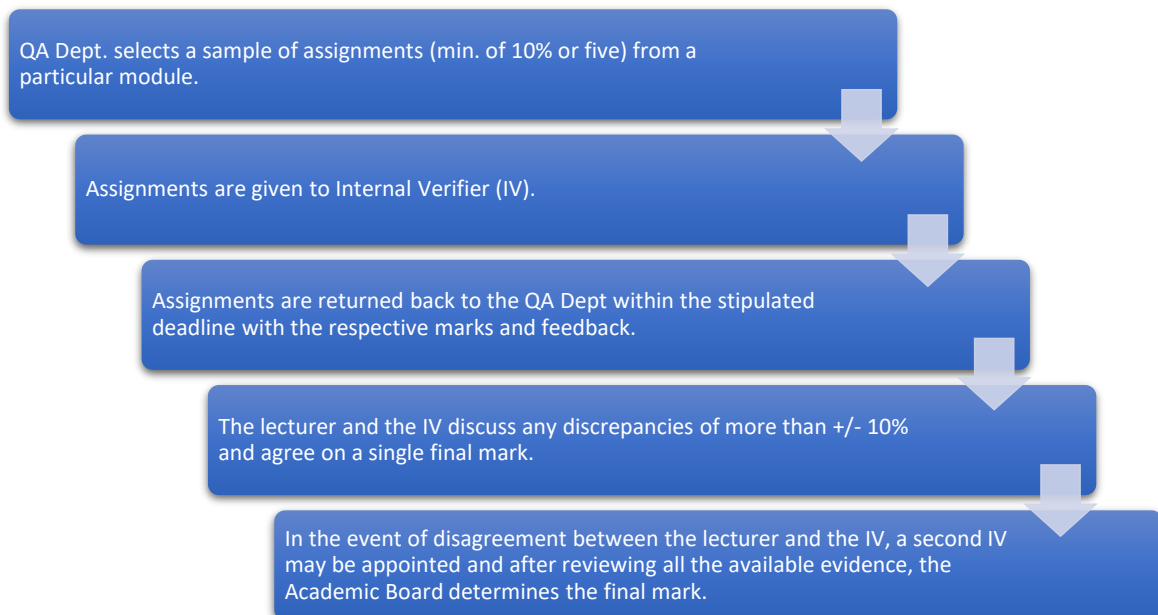 QA Dept. selects a sample of assignments (min. of 10% or five) from a
particular module.
Assignments are given to Internal Verifier (IV).
Assignments are returned back to the QA Dept within the stipulated
deadline with the respective marks and feedback.
The lecturer and the IV discuss any discrepancies of more than +/- 10%
and agree on a single final mark.
In the event of disagreement between the lecturer and the IV, a second IV
may be appointed and after reviewing all the available evidence, the
Academic Board determines the final mark.